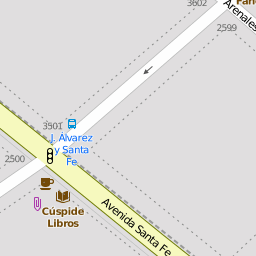 3602
Arenales
2599
3501
J. Álvarez
y Santa
Fe
2500
Cúspide
Libros
Avenida Santa Fe